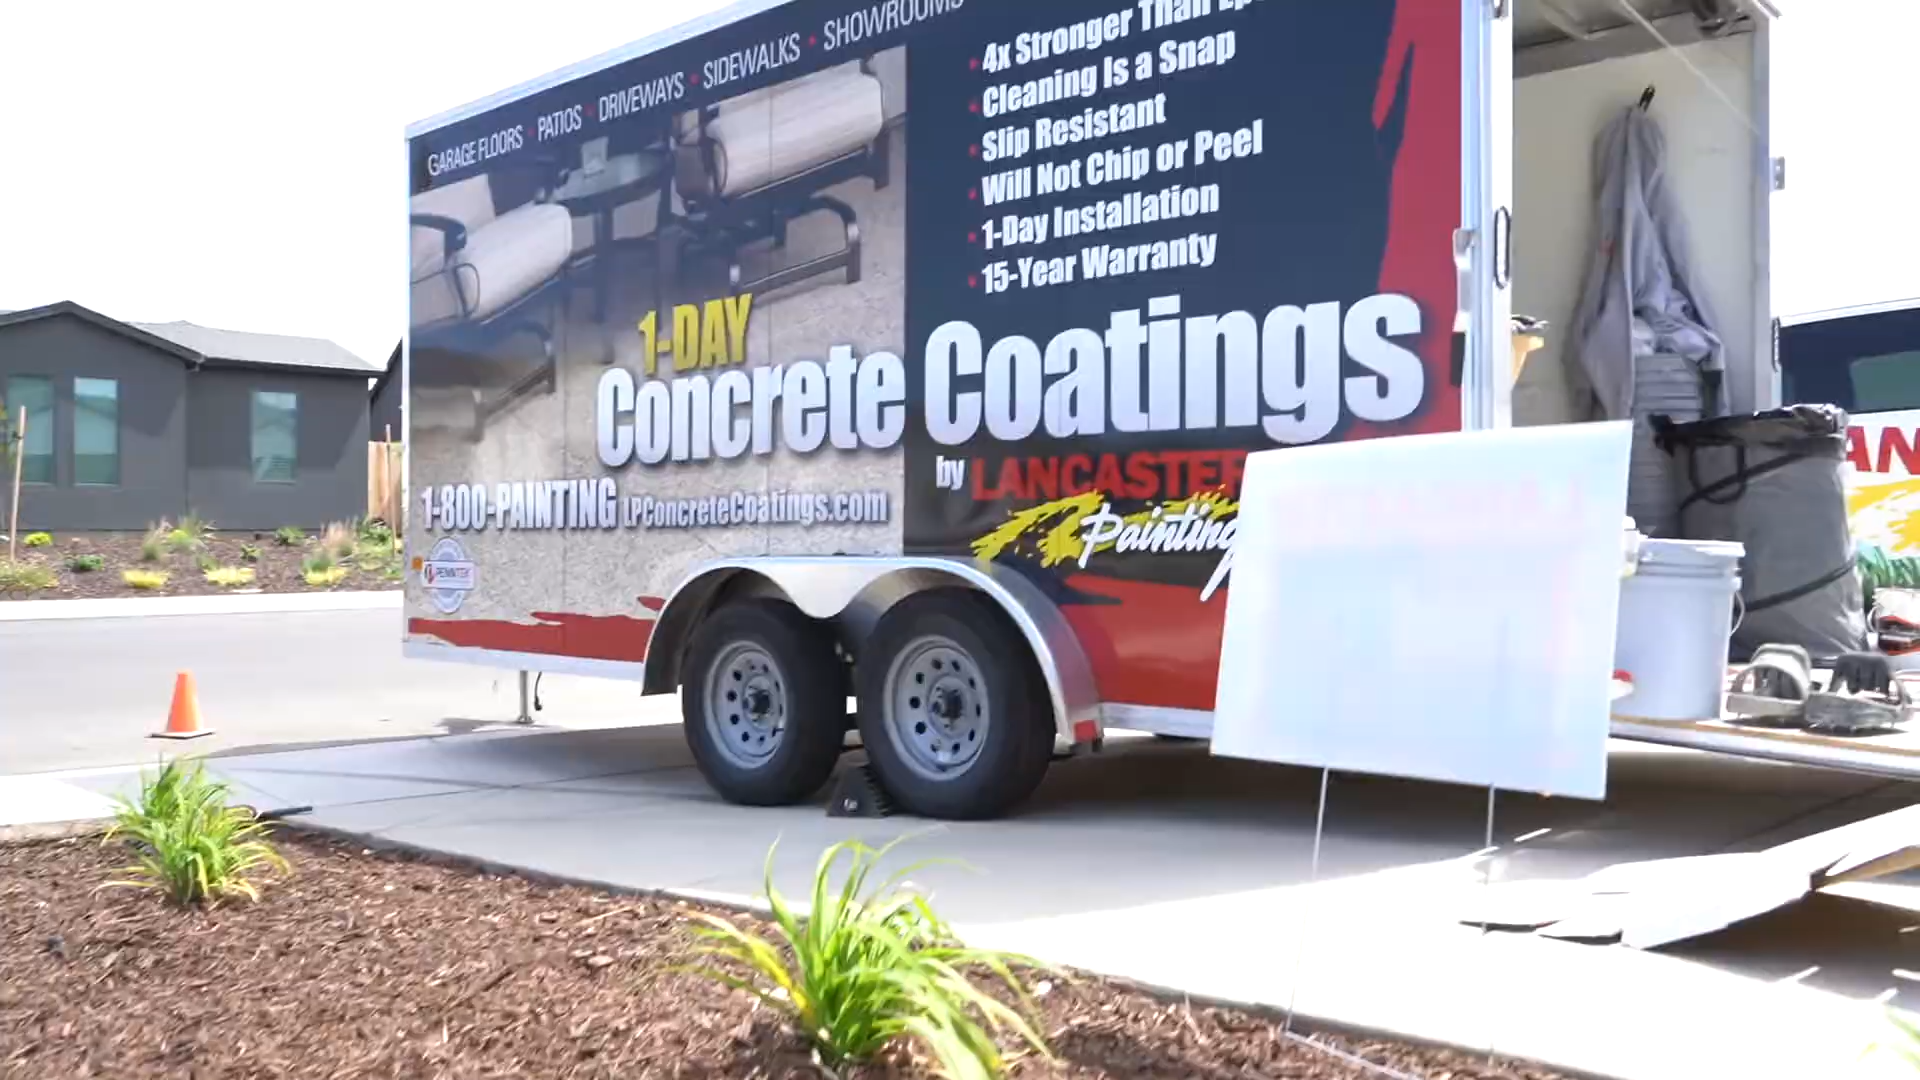 GARAGE FLOORS • PATIOS • DRIVEWAYS • SIDEWALKS • SHOWROOMS
• 4x Stronger Than
• Cleaning Is a Snap
• Slip Resistant
• Will Not Chip or Peel
• 1-Day Installation
• 15-Year Warranty
1-DAY
Concrete Coatings
by LANCASTER
Painting
1-800-PAINTING LPConcreteCoatings.com
PENNTEK